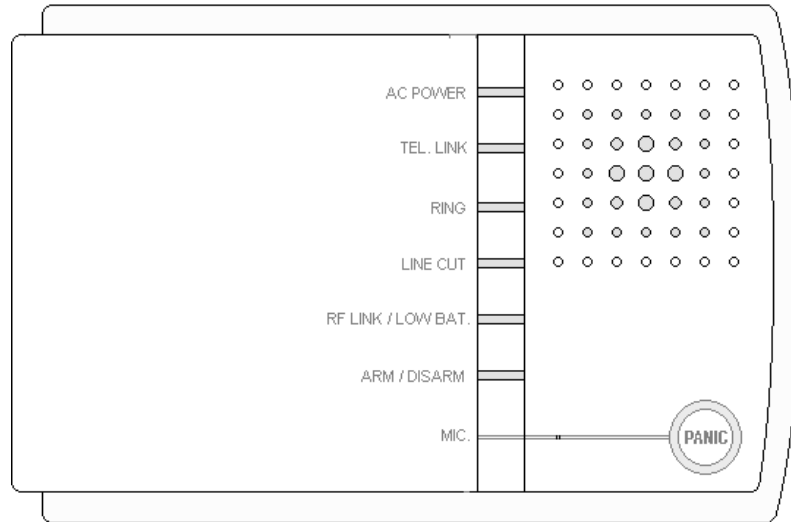 AC POWER
TEL. LINK
RING
LINE CUT
RF LINK / LOW BAT.
ARM / DISARM
MIC.
PANIC